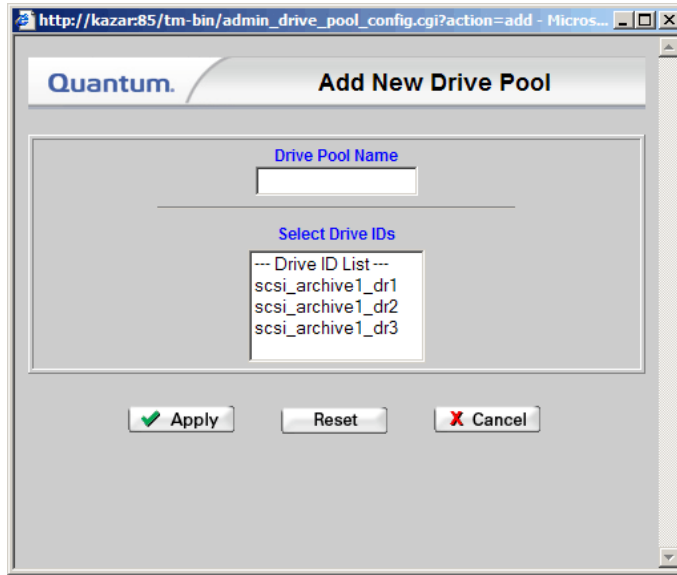 http://kazar:85/tm-bin/admin_drive_pool_config.cgi?action=add - Micros...
Quantum.
Add New Drive Pool
Drive Pool Name
Select Drive IDs
--- Drive ID List ---
scsi_archive1_dr1
scsi_archive1_dr2
scsi_archive1_dr3
Apply Reset X Cancel